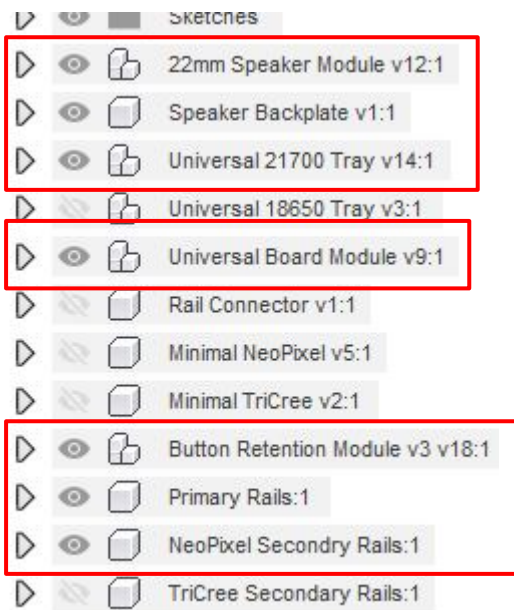 Sketches
22mm Speaker Module v12:1
Speaker Backplate v1:1
Universal 21700 Tray v14:1
Universal 18650 Tray v3:1
Universal Board Module v9:1
Rail Connector v1:1
Minimal NeoPixel v5:1
Minimal TriCree v2:1
Button Retention Module v3 v18:1
Primary Rails:1
NeoPixel Secondry Rails:1
TriCree Secondary Rails:1